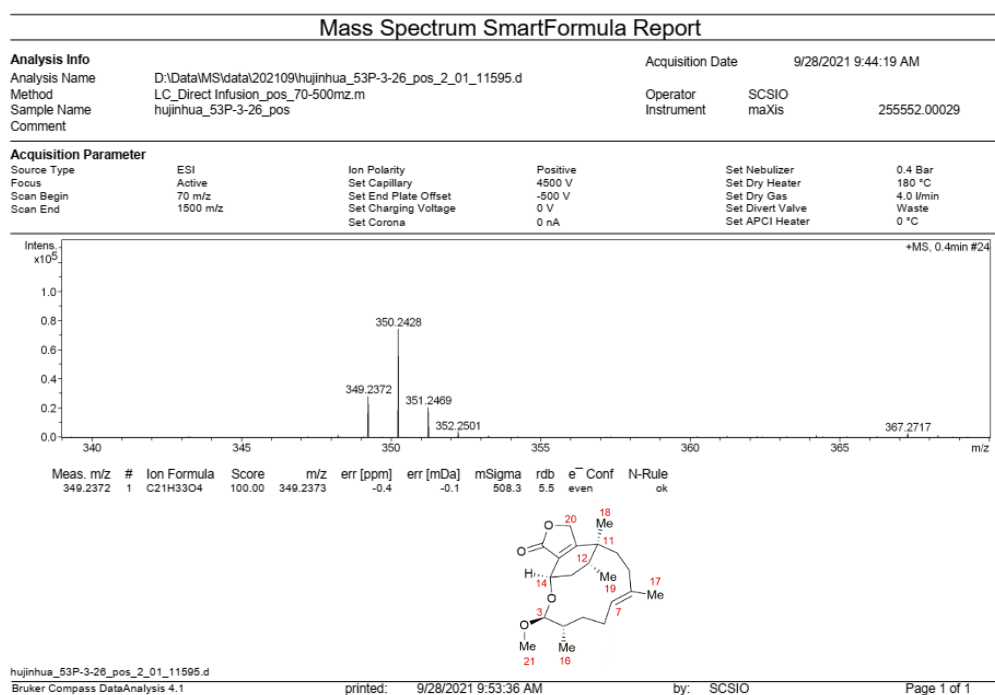 Mass Spectrum SmartFormula Report
Analysis Info Acquisition Date 9/28/2021 9:44:19 AM
Analysis Name D:\Data\MS\data\202109\hujinhua_53P-3-26_pos_2_01_11595.d
Method LC_Direct Infusion_pos_70-500mz.m Operator SCSIO
Sample Name hujinhua_53P-3-26_pos Instrument maXis 255552.00029
Comment
Acquisition Parameter
Source Type ESI Ion Polarity Positive Set Nebulizer 0.4 Bar
Focus Active Set Capillary 4500 V Set Dry Heater 180 °C
Scan Begin 70 m/z Set End Plate Offset -500 V Set Dry Gas 4.0 l/min
Scan End 1500 m/z Set Charging Voltage 0 V Set Divert Valve Waste
Set Corona 0 nA Set APCI Heater 0 °C
Intens. +MS, 0.4min #24
x10⁵
1.0
0.8
350.2428
0.6
0.4
349.2372
351.2469
0.2
352.2501
367.2717
0.0
340 345 350 355 360 365 m/z
Meas. m/z # Ion Formula Score m/z err [ppm] err [mDa] mSigma rdb e⁻ Conf N-Rule
349.2372 1 C21H33O4 100.00 349.2373 -0.4 -0.1 508.3 5.5 even ok
18
O 20 Me
11
O 12
H 14 Me 17
19 Me
O
3 7
O
Me Me
21 16
hujinhua_53P-3-26_pos_2_01_11595.d
Bruker Compass DataAnalysis 4.1 printed: 9/28/2021 9:53:36 AM by: SCSIO Page 1 of 1